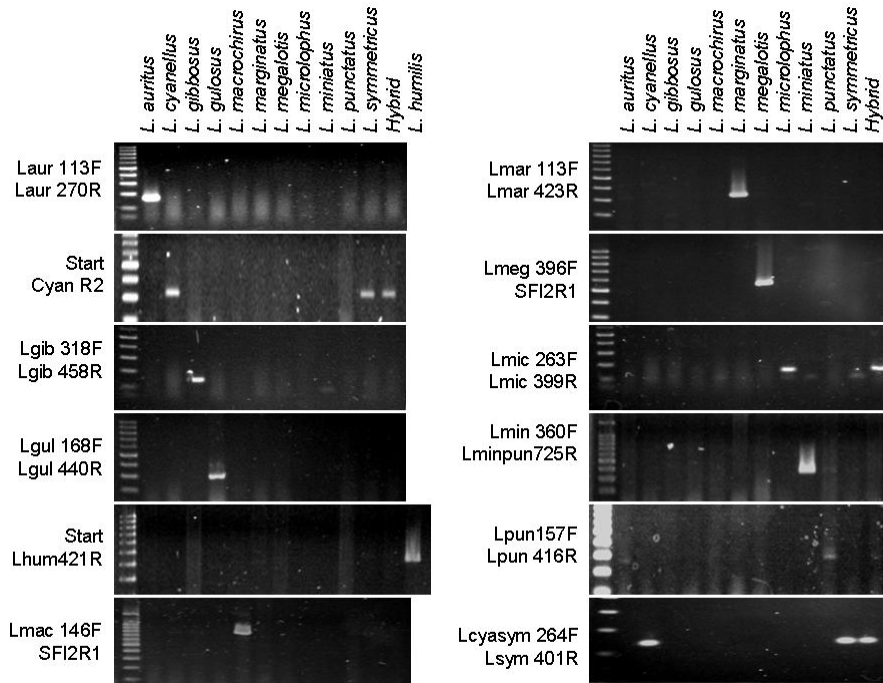 L. auritus
L. cyanellus
L. gibbosus
L. gulosus
L. macrochirus
L. marginatus
L. megalotis
L. microlophus
L. miniatus
L. punctatus
L. symmetricus
Hybrid
L. humilis
Laur 113F
Laur 270R
Start
Cyan R2
Lgib 318F
Lgib 458R
Lgul 168F
Lgul 440R
Start
Lhum421R
Lmac 146F
SFI2R1
L. auritus
L. cyanellus
L. gibbosus
L. gulosus
L. macrochirus
L. marginatus
L. megalotis
L. microlophus
L. miniatus
L. punctatus
L. symmetricus
Hybrid
Lmar 113F
Lmar 423R
Lmeg 396F
SFI2R1
Lmic 263F
Lmic 399R
Lmin 360F
Lminpun725R
Lpun157F
Lpun 416R
Lcyasym 264F
Lsym 401R